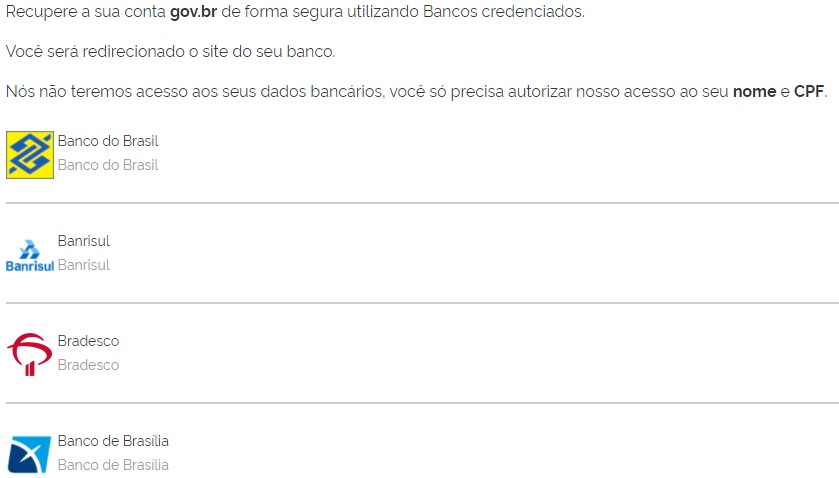 Recupere a sua conta gov.br de forma segura utilizando Bancos credenciados.
Você será redirecionado o site do seu banco.
Nós não teremos acesso aos seus dados bancários, você só precisa autorizar nosso acesso ao seu nome e CPF.
Banco do Brasil
Banco do Brasil
Banrisul
Banrisul Banrisul
Bradesco
Bradesco
Banco de Brasília
Banco de Brasília